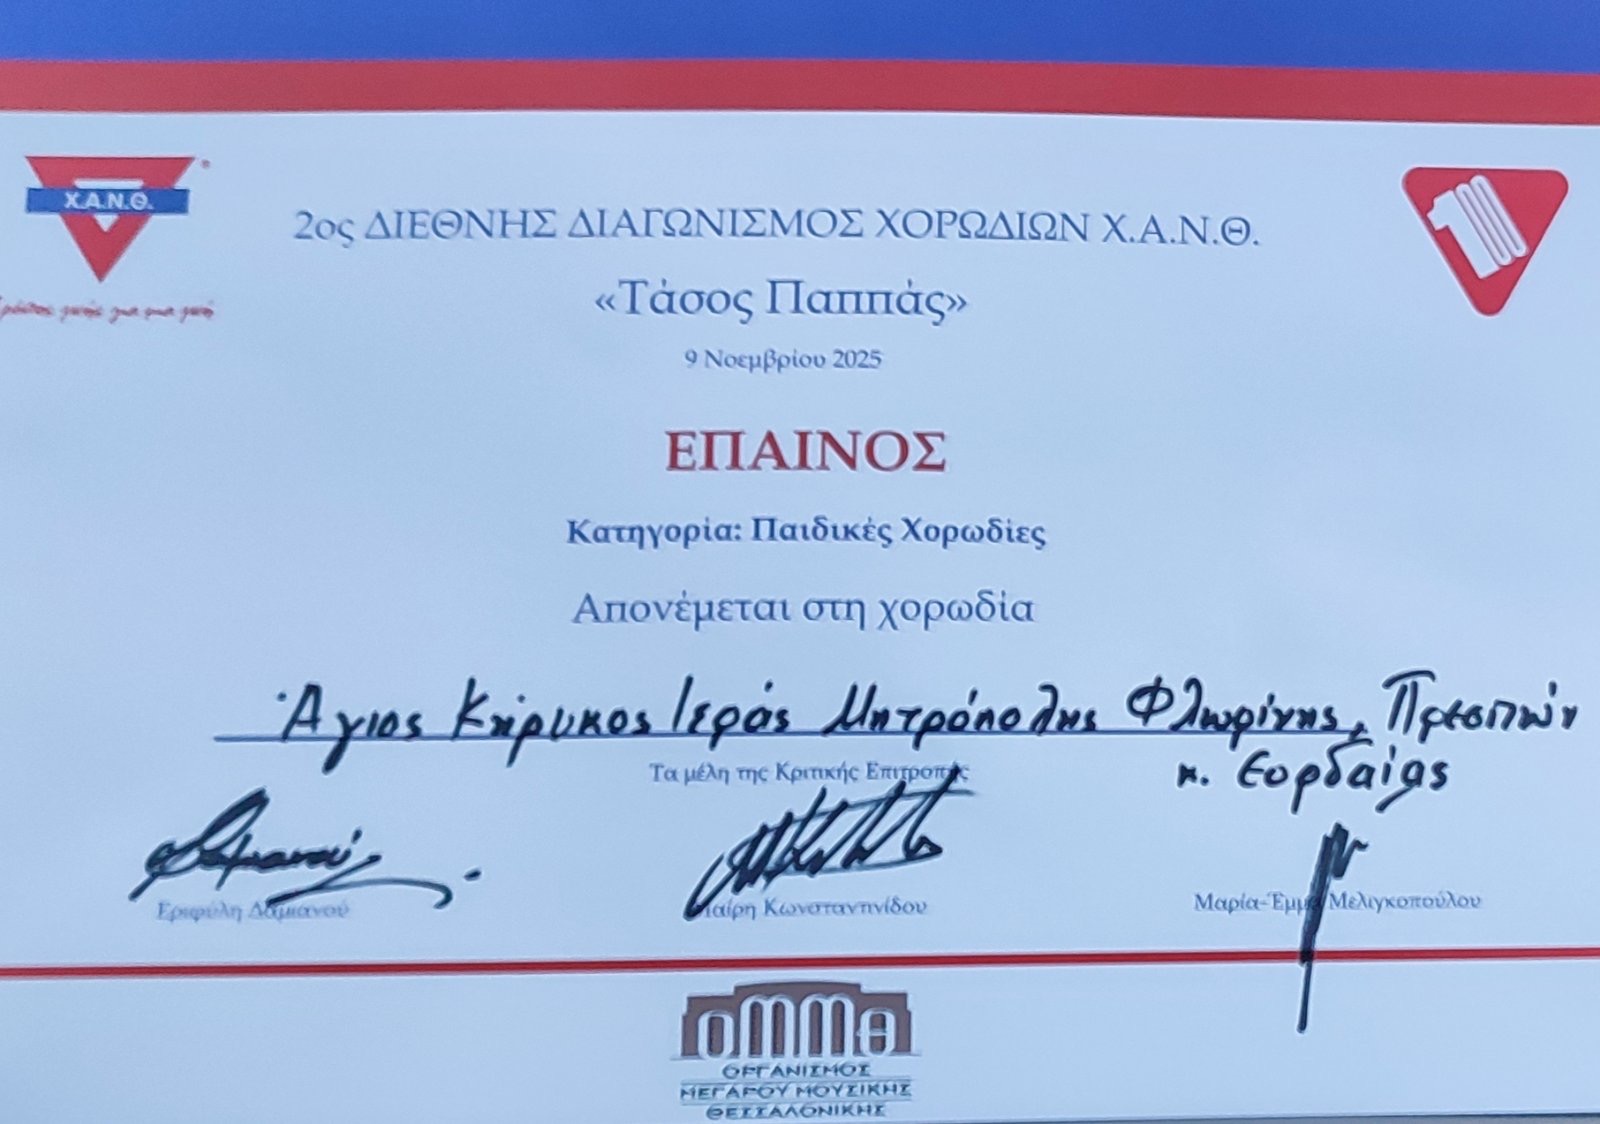 Χ.Α.Ν.Θ.
2ος ΔΙΕΘΝΗΣ ΔΙΑΓΩΝΙΣΜΟΣ ΧΟΡΩΔΙΩΝ Χ.Α.Ν.Θ.
«Τάσος Παππάς»
9 Νοεμβρίου 2025
ΕΠΑΙΝΟΣ
Κατηγορία: Παιδικές Χορωδίες
Απονέμεται στη χορωδία
Άγιος Κήρυκος Ιεράς Μητρόπολης Φλωρίνης, Πρεσπών
κ. Εορδαίας
Τα μέλη της Κριτικής Επιτροπής
Εριφύλη Δαμιανού
Μαίρη Κωνσταντινίδου
Μαρία-Έμμα Μελιγκοπούλου
ΟΜΜΘ
ΟΡΓΑΝΙΣΜΟΣ
ΜΕΓΑΡΟΥ ΜΟΥΣΙΚΗΣ
ΘΕΣΣΑΛΟΝΙΚΗΣ